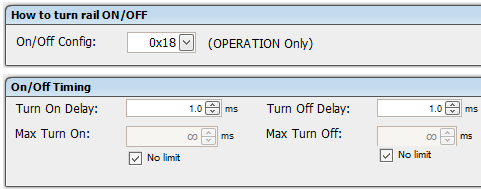 How to turn rail ON/OFF
On/Off Config: 0x18 (OPERATION Only)
On/Off Timing
Turn On Delay: 1.0 ms Turn Off Delay: 1.0 ms
Max Turn On: ∞ ms Max Turn Off: ∞ ms
No limit No limit